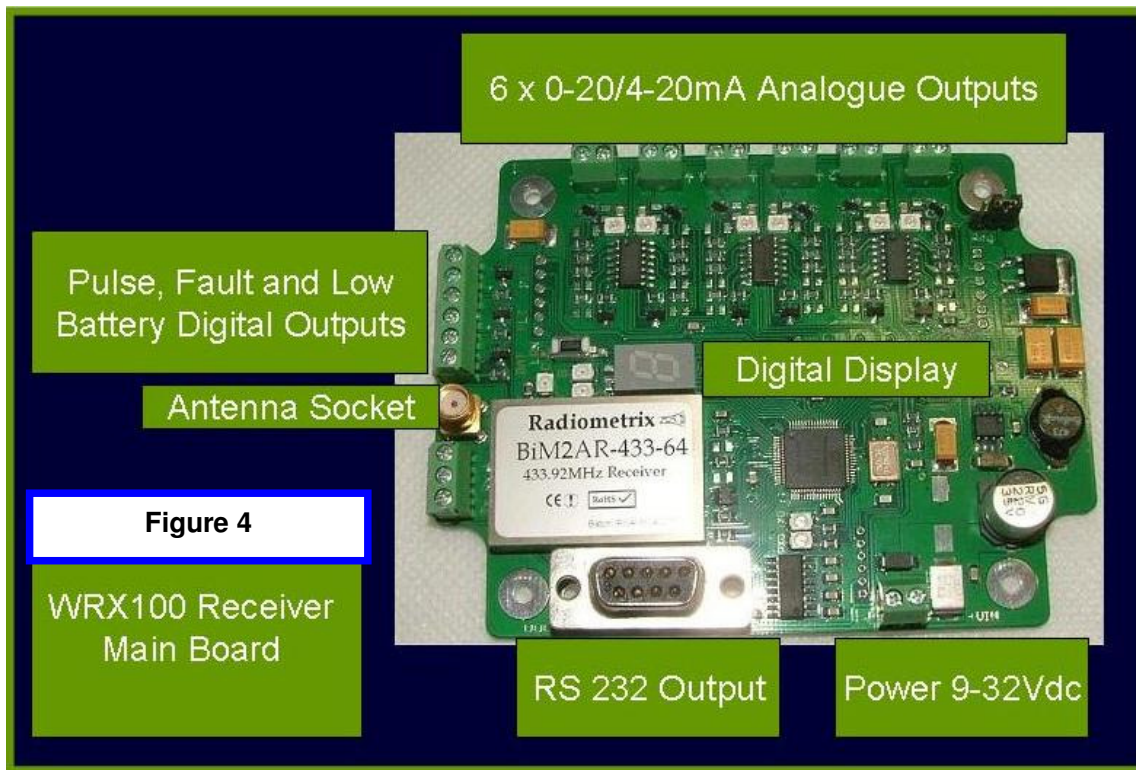 6 x 0-20/4-20mA Analogue Outputs
Pulse, Fault and Low
Battery Digital Outputs
Digital Display
Antenna Socket
Radiometrix
BiM2AR-433-64
433.92MHz Receiver
CE ! RoHS ✓
Figure 4
WRX100 Receiver
Main Board
RS 232 Output
Power 9-32Vdc